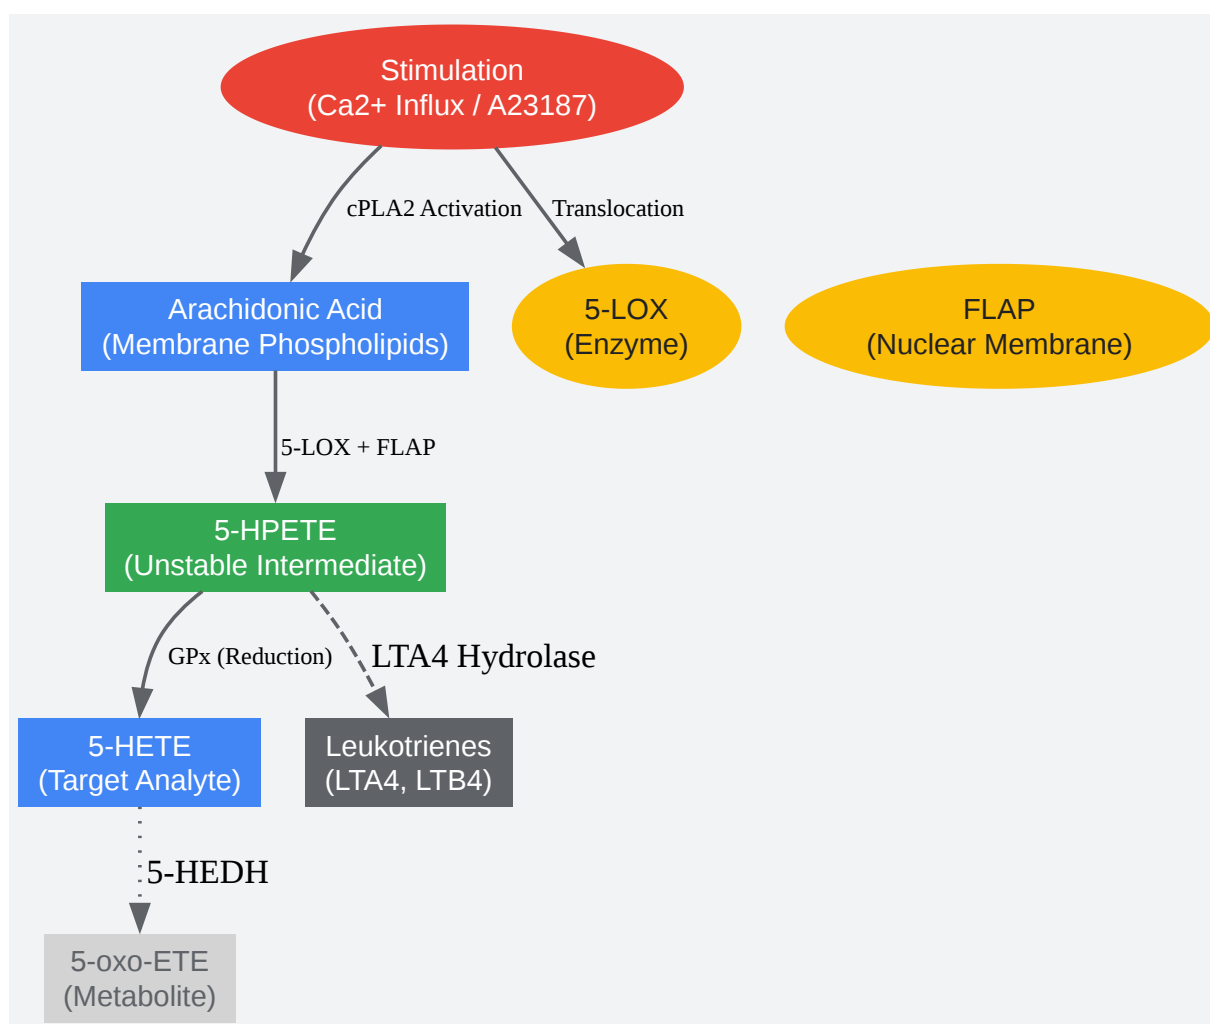 Stimulation
(Ca2+ Influx / A23187)
cPLA2 Activation
Translocation
Arachidonic Acid
(Membrane Phospholipids)
5-LOX
(Enzyme)
FLAP
(Nuclear Membrane)
5-LOX + FLAP
5-HPETE
(Unstable Intermediate)
GPx (Reduction)
LTA4 Hydrolase
5-HETE
(Target Analyte)
Leukotrienes
(LTA4, LTB4)
5-HEDH
5-oxo-ETE
(Metabolite)